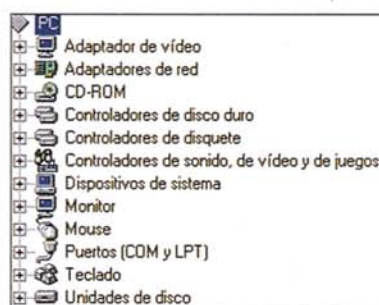 PC
Adaptador de vídeo
Adaptadores de red
CD-ROM
Controladores de disco duro
Controladores de disquete
Controladores de sonido, de vídeo y de juegos
Dispositivos de sistema
Monitor
Mouse
Puertos (COM y LPT)
Teclado
Unidades de disco